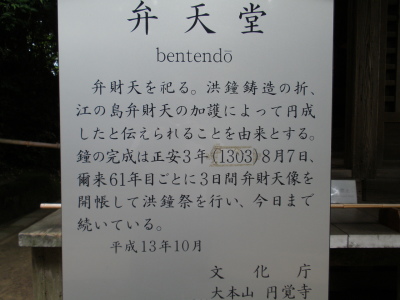 弁天堂
bentendō
弁財天を祀る。洪鐘鋳造の折、
江の島弁財天の加護によって円成
したと伝えられることを由来とする。
鐘の完成は正安3年(1303)8月7日、
爾来61年目ごとに3日間弁財天像を
開帳して洪鐘祭を行い、今日まで
続いている。
平成13年10月
文化庁
大本山 円覚寺